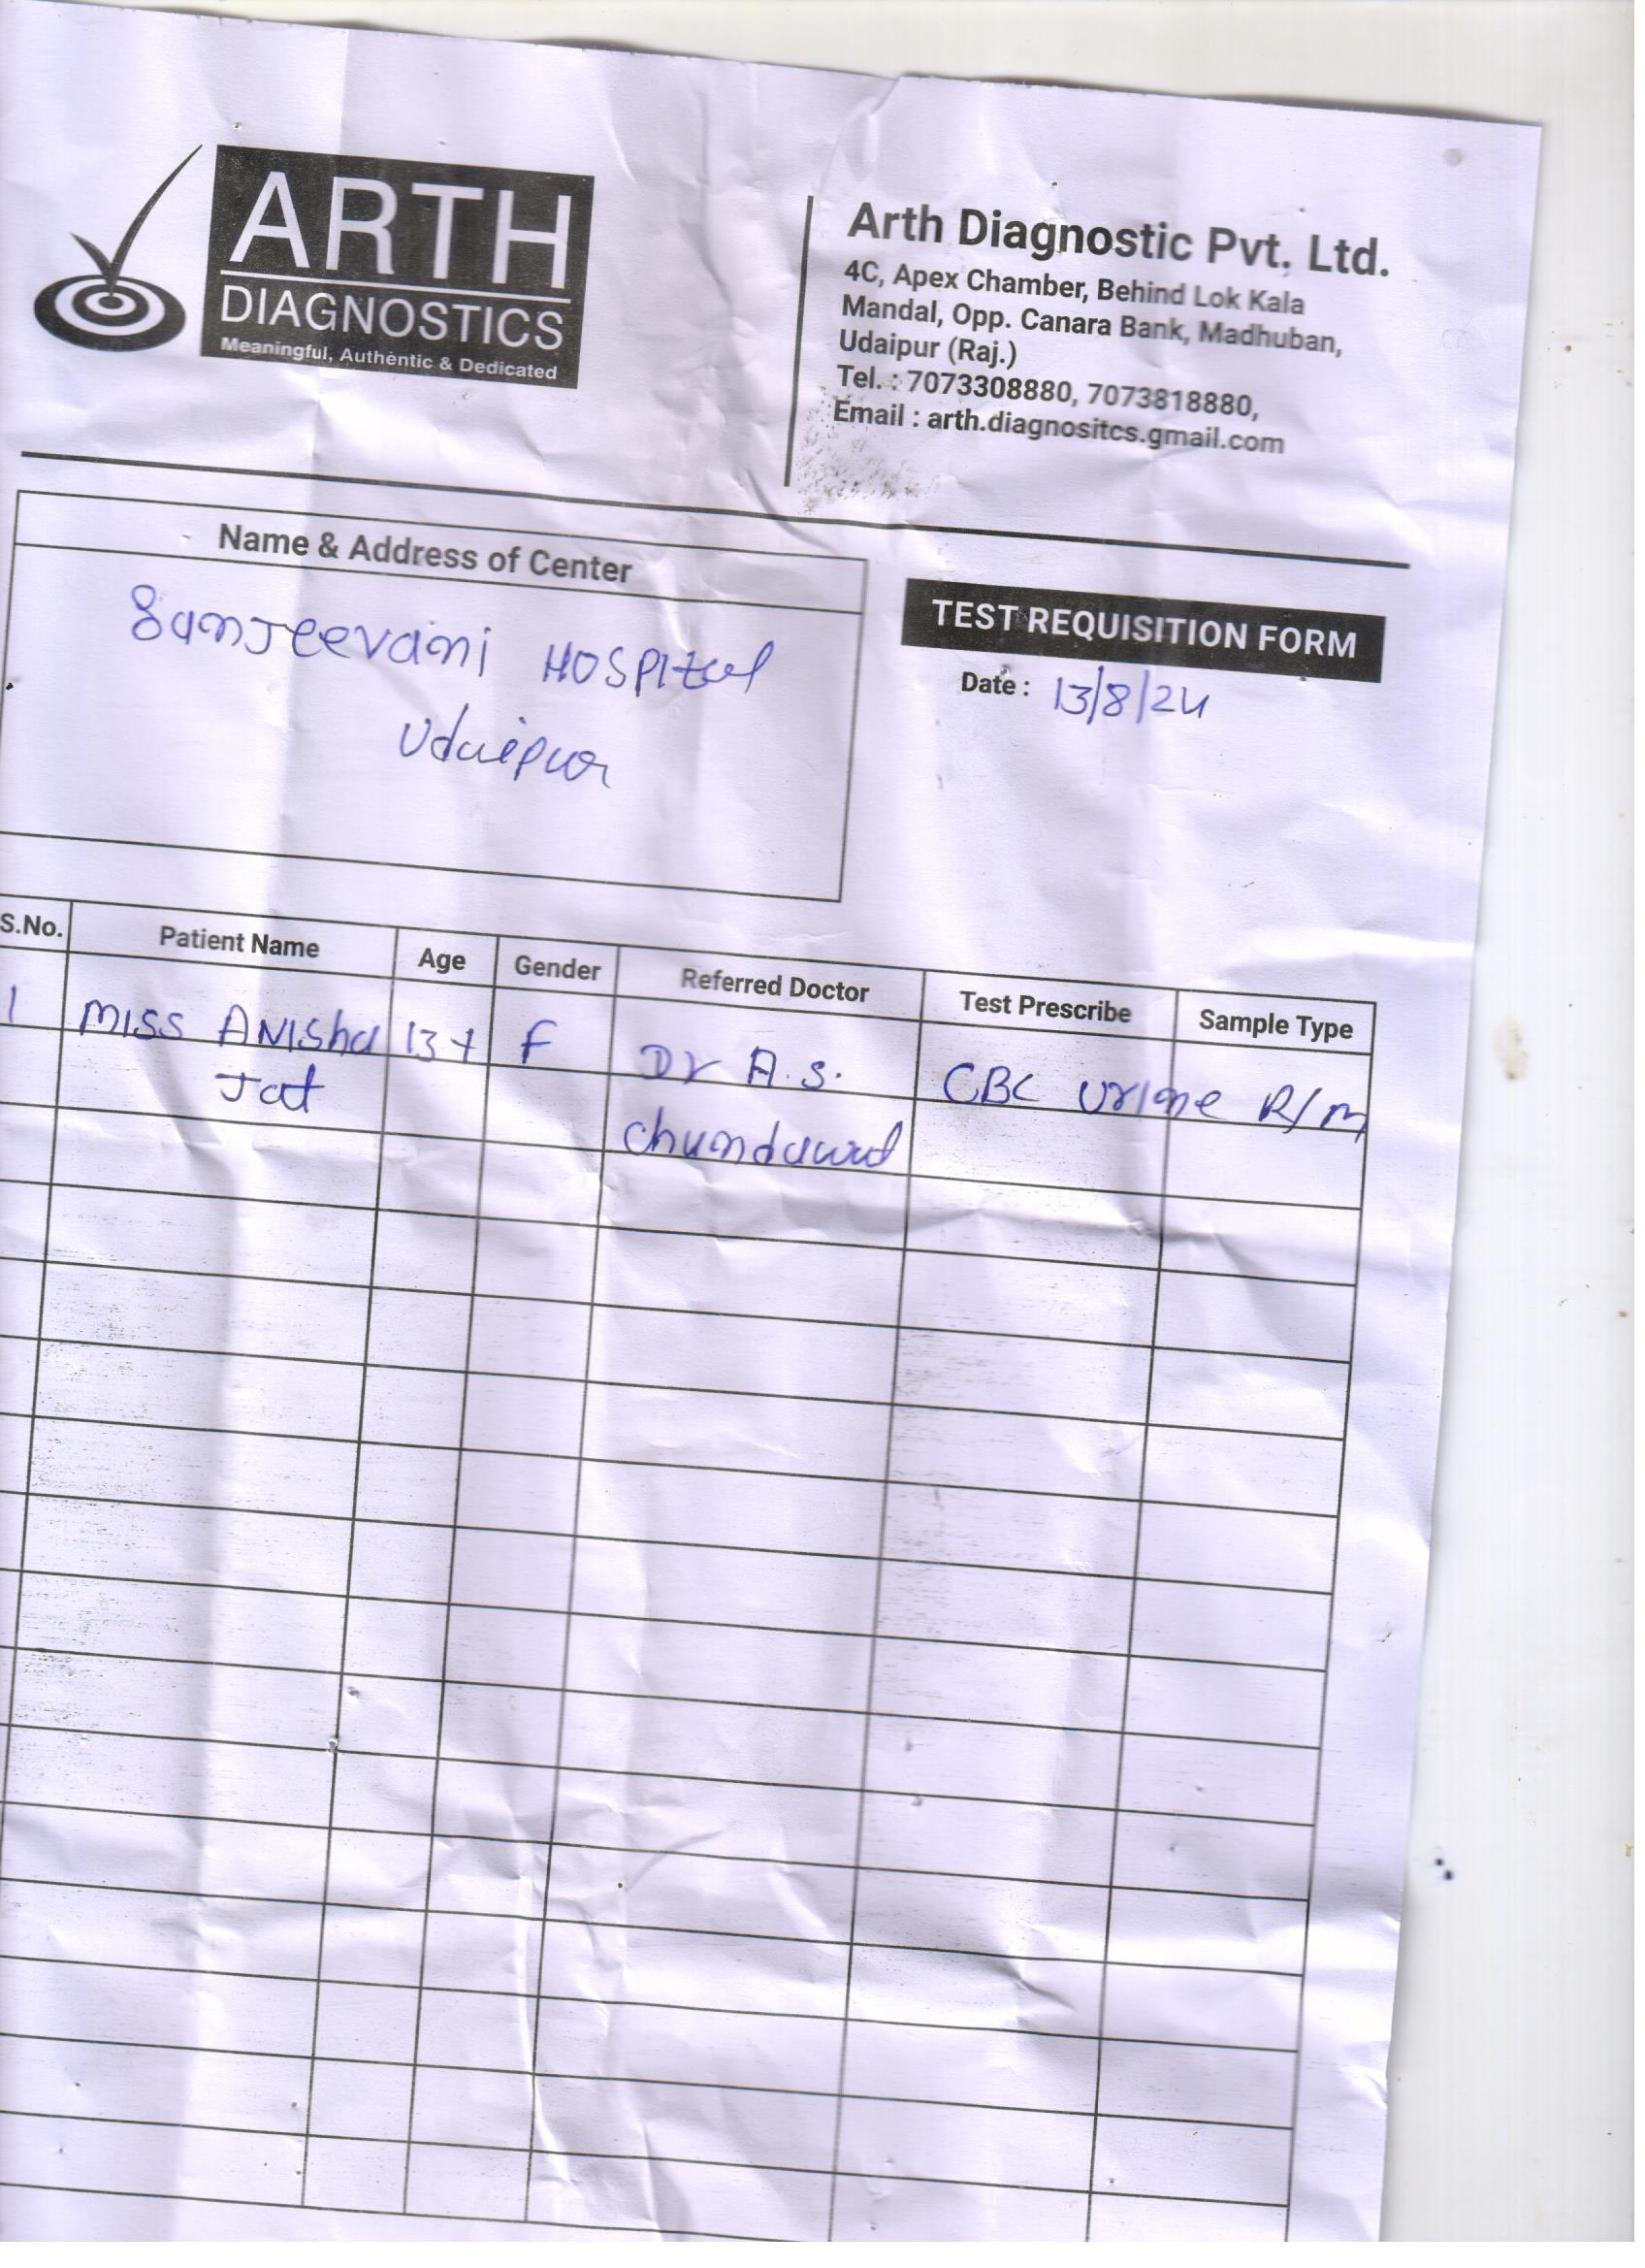 ARTH
DIAGNOSTICS
Meaningful, Authentic & Dedicated
Arth Diagnostic Pvt. Ltd.
4C, Apex Chamber, Behind Lok Kala
Mandal, Opp. Canara Bank, Madhuban,
Udaipur (Raj.)
Tel. : 7073308880, 7073818880,
Email : arth.diagnositcs.gmail.com
Name & Address of Center
Sanjeevani HOSPItal
Udaipur
TEST REQUISITION FORM
Date : 13/8/24
S.No. Patient Name Age Gender Referred Doctor Test Prescribe Sample Type
1 MISS ANISha 13 Y F Dr A.S. CBC Urine R/m
Jat chundawat